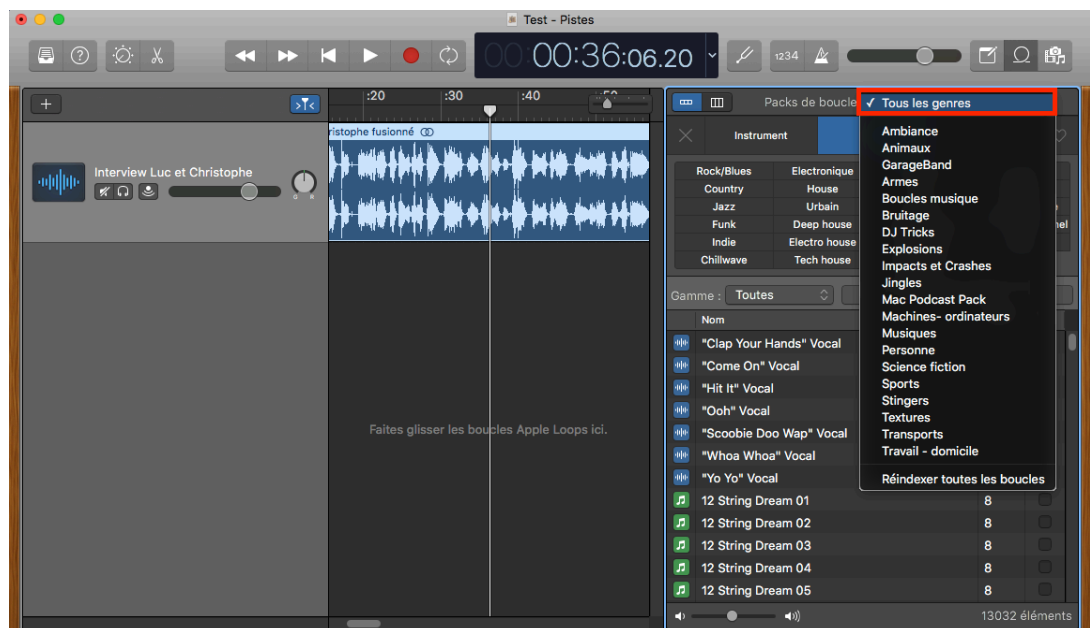 Test - Pistes
1234
00:00:36:06.20
:20
:30
:40
Interview Luc et Christophe
ristophe fusionné
Faites glisser les boucles Apple Loops ici.
Packs de boucle
✓ Tous les genres
Ambiance
Animaux
GarageBand
Armes
Boucles musique
Bruitage
DJ Tricks
Explosions
Impacts et Crashes
Jingles
Mac Podcast Pack
Machines- ordinateurs
Musiques
Personne
Science fiction
Sports
Stingers
Textures
Transports
Travail - domicile
Réindexer toutes les boucles
Instrument
Rock/Blues Electronique
Country House
Jazz Urbain
Funk Deep house
Indie Electro house
Chillwave Tech house
Gamme : Toutes
Nom
"Clap Your Hands" Vocal
"Come On" Vocal
"Hit It" Vocal
"Ooh" Vocal
"Scoobie Doo Wap" Vocal
"Whoa Whoa" Vocal
"Yo Yo" Vocal
12 String Dream 01 8
12 String Dream 02 8
12 String Dream 03 8
12 String Dream 04 8
12 String Dream 05 8
13032 éléments